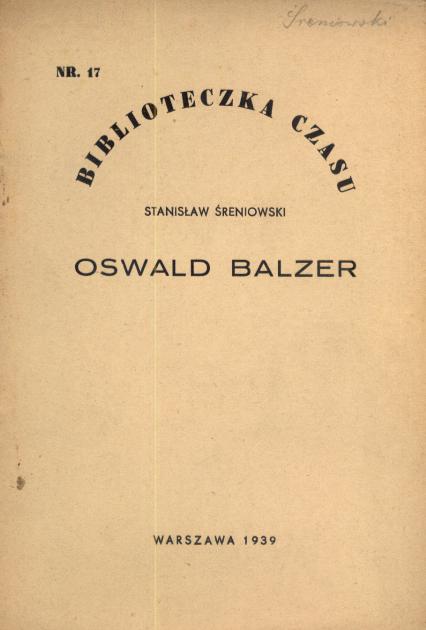 Śreniowski
NR. 17
BIBLIOTECZKA CZASU
STANISŁAW ŚRENIOWSKI
OSWALD BALZER
WARSZAWA 1939